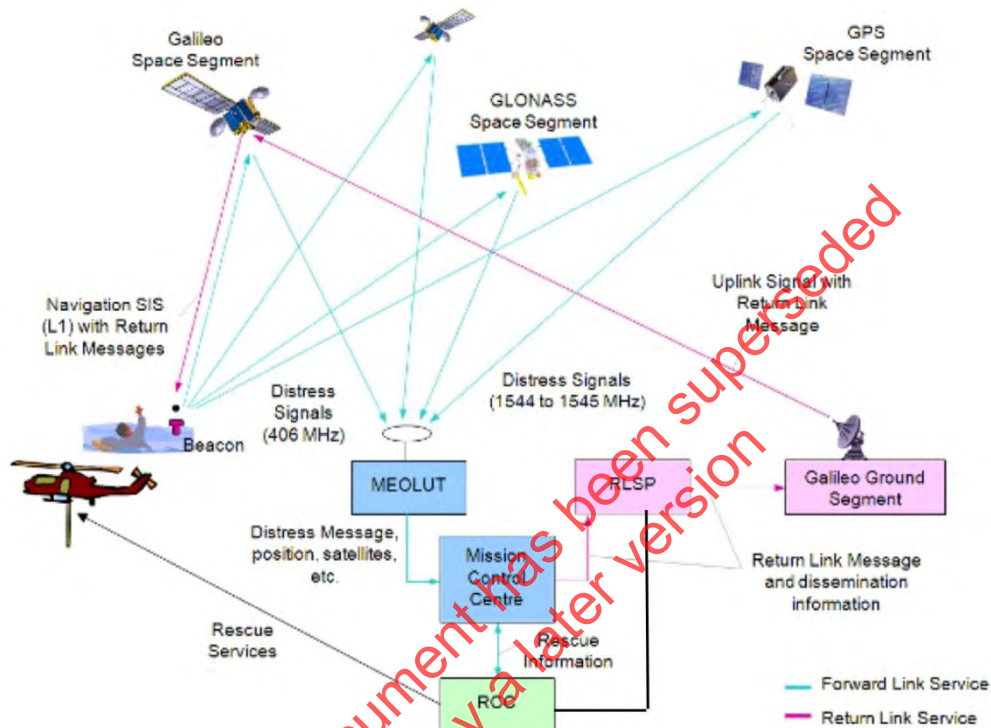 Galileo
Space Segment
GPS
Space Segment
GLONASS
Space Segment
Navigation SIS
(L1) with Return
Link Messages
Uplink Signal with
Return Link
Message
Distress
Signals
(406 MHz)
Distress Signals
(1544 to 1545 MHz)
Beacon
MEOLUT
RLSP
Galileo Ground
Segment
Distress Message,
position, satellites,
etc.
Mission
Control
Centre
Return Link Message
and dissemination
information
Rescue
Services
Rescue
Information
RCC
Forward Link Service
Return Link Service
document has been superseded
by a later version